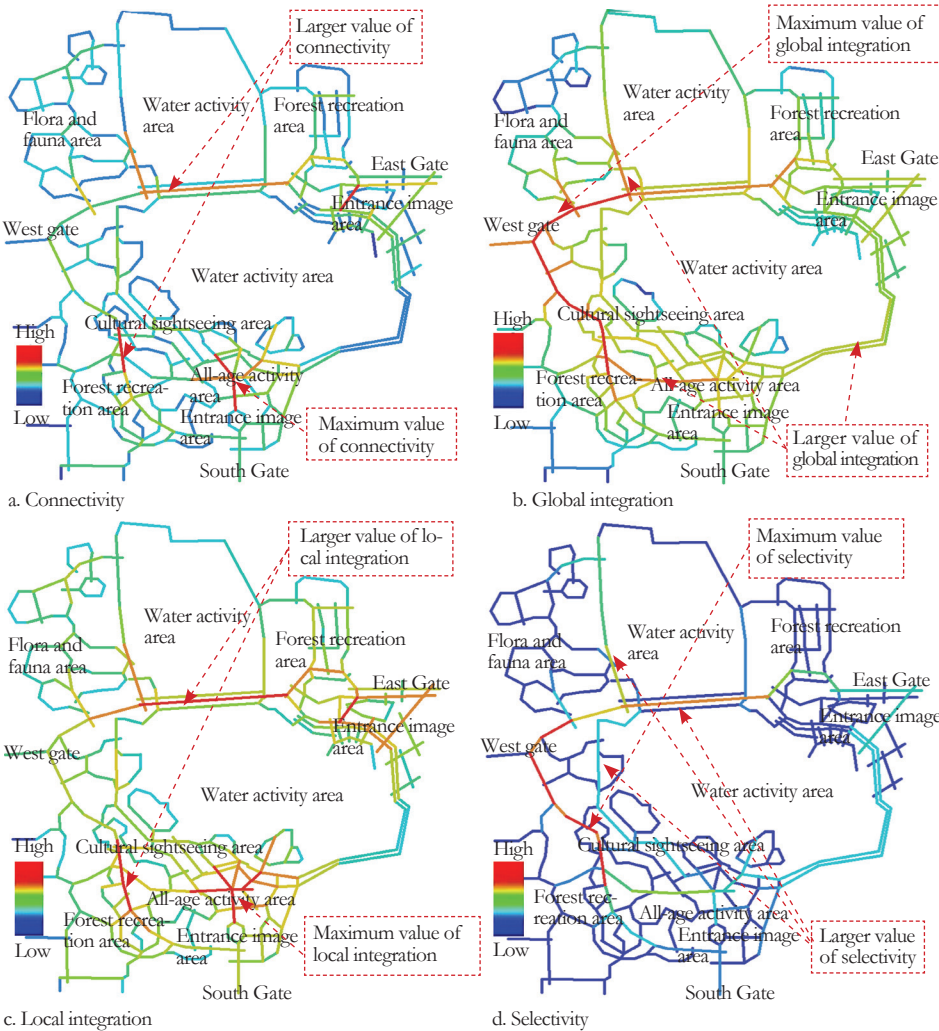 Larger value of
connectivity
Water activity
area
Forest recreation
area
Flora and
fauna area
East Gate
Entrance image
area
West gate
Water activity area
High
Cultural sightseeing area
All-age activity
area
Forest recrea-
tion area
Low
Entrance image
area
Maximum value
of connectivity
South Gate
a. Connectivity
Maximum value of
global integration
Water activity
area
Forest recreation
area
Flora and
fauna area
East Gate
Entrance image
area
West gate
Water activity area
High
Cultural sightseeing area
Forest recrea-
tion area
All-age activity area
Low
Entrance image
area
Larger value of
global integration
South Gate
b. Global integration
Larger value of lo-
cal integration
Water activity
area
Forest recreation
area
Flora and
fauna area
East Gate
Entrance image
area
West gate
Water activity area
High
Cultural sightseeing area
All-age activity area
Forest recrea-
tion area
Low
Entrance image
area
Maximum value of
local integration
South Gate
c. Local integration
Maximum value
of selectivity
Water activity
area
Forest recreation
area
Flora and
fauna area
East Gate
Entrance image
area
West gate
Water activity area
High
Cultural sightseeing area
Forest rec-
reation area
All-age activity area
Low
Entrance image
area
Larger value
of selectivity
South Gate
d. Selectivity